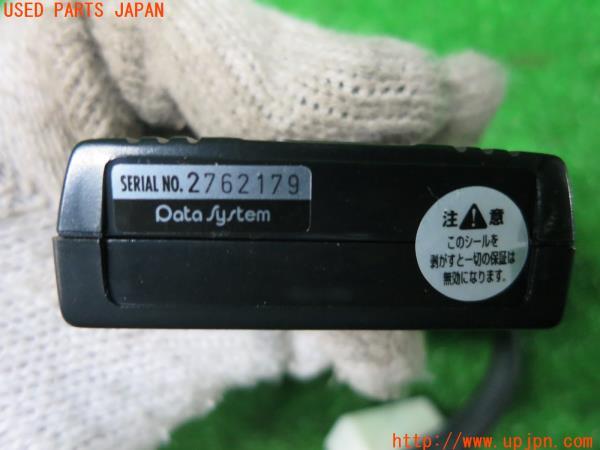 USED PARTS JAPAN
SERIAL NO. 2762179
Data System
注 意
このシールを
剥がすと一切の保証は
無効になります。
http://www.upjpn.com